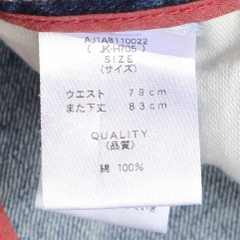 AJ1A8110022
( JK-H705 )
SIZE
(サイズ)
ウエスト 79cm
また下丈 83cm
QUALITY
(品質)
綿 100%